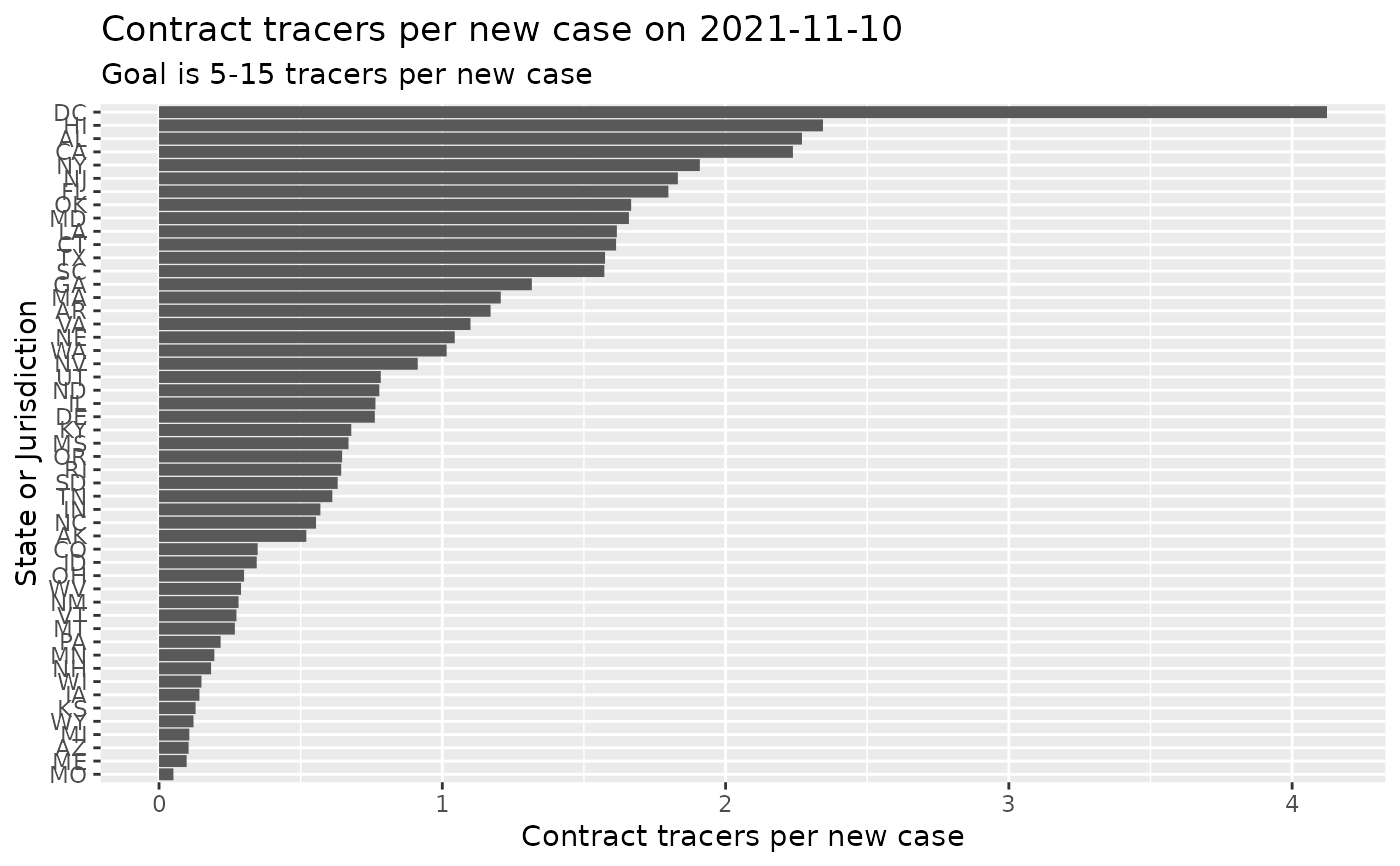 Contract tracers per new case on 2021-11-10
Goal is 5-15 tracers per new case
DC
HI
AL
CA
NY
NJ
FL
OK
MD
LA
CT
TX
SC
GA
MA
AR
VA
NE
WA
NV
UT
ND
IL
DE
KY
MS
OR
RI
SD
TN
IN
NC
AK
CO
ID
OH
WV
NM
VT
MT
PA
MN
NH
WI
IA
KS
WY
MI
AZ
ME
MO
State or Jurisdiction
0 1 2 3 4
Contract tracers per new case